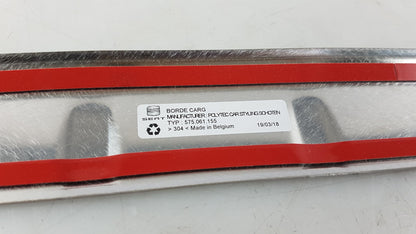 SEAT
BORDE CARG
MANUFACTURER : POLYTEC CAR STYLING SCHOTEN
TYP : 575.061.155
> 304 < Made in Belgium 19/03/18